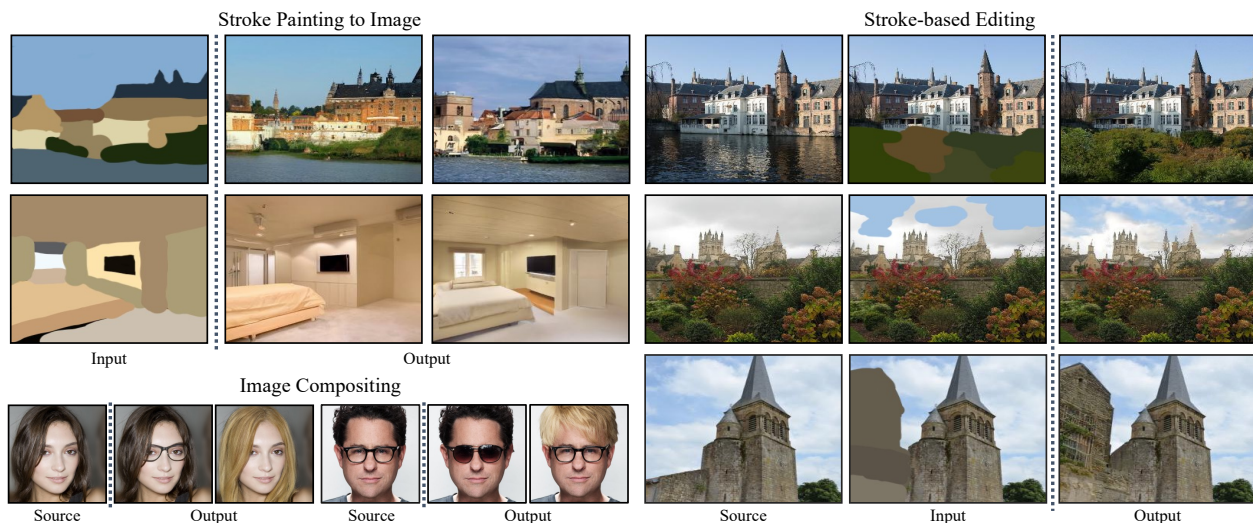 Stroke Painting to Image
Input
Output
Image Compositing
Source
Output
Source
Output
Stroke-based Editing
Source
Input
Output